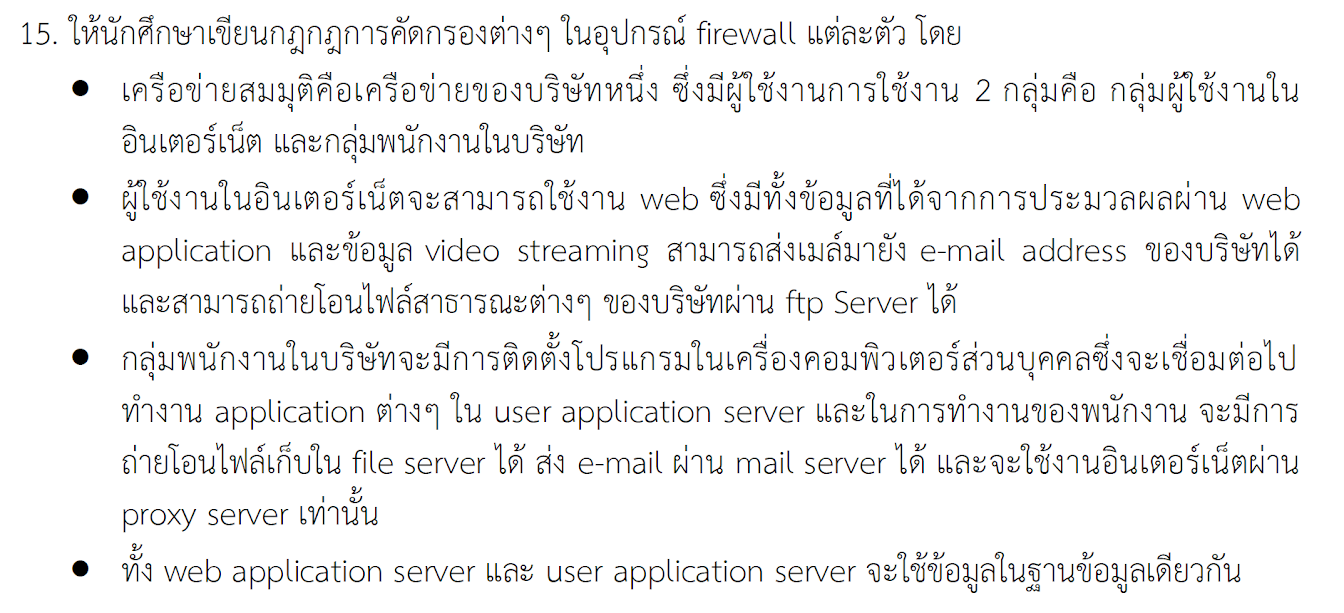 15. ให้นักศึกษาเขียนกฎกฎการคัดกรองต่างๆ ในอุปกรณ์ firewall แต่ละตัว โดย
● เครือข่ายสมมุติคือเครือข่ายของบริษัทหนึ่ง ซึ่งมีผู้ใช้งานการใช้งาน 2 กลุ่มคือ กลุ่มผู้ใช้งานใน
อินเตอร์เน็ต และกลุ่มพนักงานในบริษัท
● ผู้ใช้งานในอินเตอร์เน็ตจะสามารถใช้งาน web ซึ่งมีทั้งข้อมูลที่ได้จากการประมวลผลผ่าน web
application และข้อมูล video streaming สามารถส่งเมล์มายัง e-mail address ของบริษัทได้
และสามารถถ่ายโอนไฟล์สาธารณะต่างๆ ของบริษัทผ่าน ftp Server ได้
● กลุ่มพนักงานในบริษัทจะมีการติดตั้งโปรแกรมในเครื่องคอมพิวเตอร์ส่วนบุคคลซึ่งจะเชื่อมต่อไป
ทำงาน application ต่างๆ ใน user application server และในการทำงานของพนักงาน จะมีการ
ถ่ายโอนไฟล์เก็บใน file server ได้ ส่ง e-mail ผ่าน mail server ได้ และจะใช้งานอินเตอร์เน็ตผ่าน
proxy server เท่านั้น
● ทั้ง web application server และ user application server จะใช้ข้อมูลในฐานข้อมูลเดียวกัน